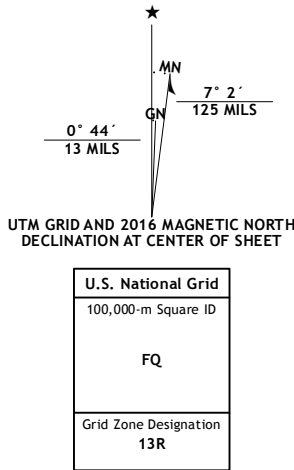 ★
MN
GN
7° 2´
125 MILS
0° 44´
13 MILS
UTM GRID AND 2016 MAGNETIC NORTH
DECLINATION AT CENTER OF SHEET
U.S. National Grid
100,000-m Square ID
FQ
Grid Zone Designation
13R